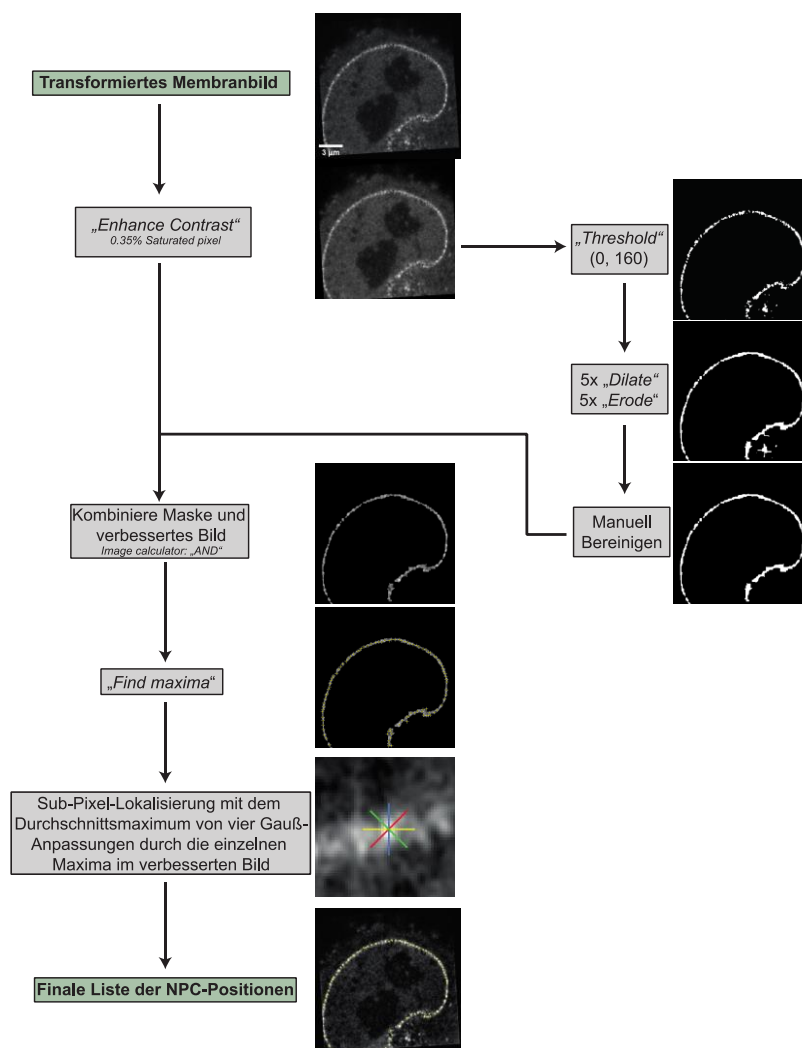 Transformiertes Membranbild
3 µm
„Enhance Contrast“
0.35% Saturated pixel
„Threshold“
(0, 160)
5x „Dilate“
5x „Erode“
Manuell
Bereinigen
Kombiniere Maske und
verbessertes Bild
Image calculator: „AND“
„Find maxima“
Sub-Pixel-Lokalisierung mit dem
Durchschnittsmaximum von vier Gauß-
Anpassungen durch die einzelnen
Maxima im verbesserten Bild
Finale Liste der NPC-Positionen